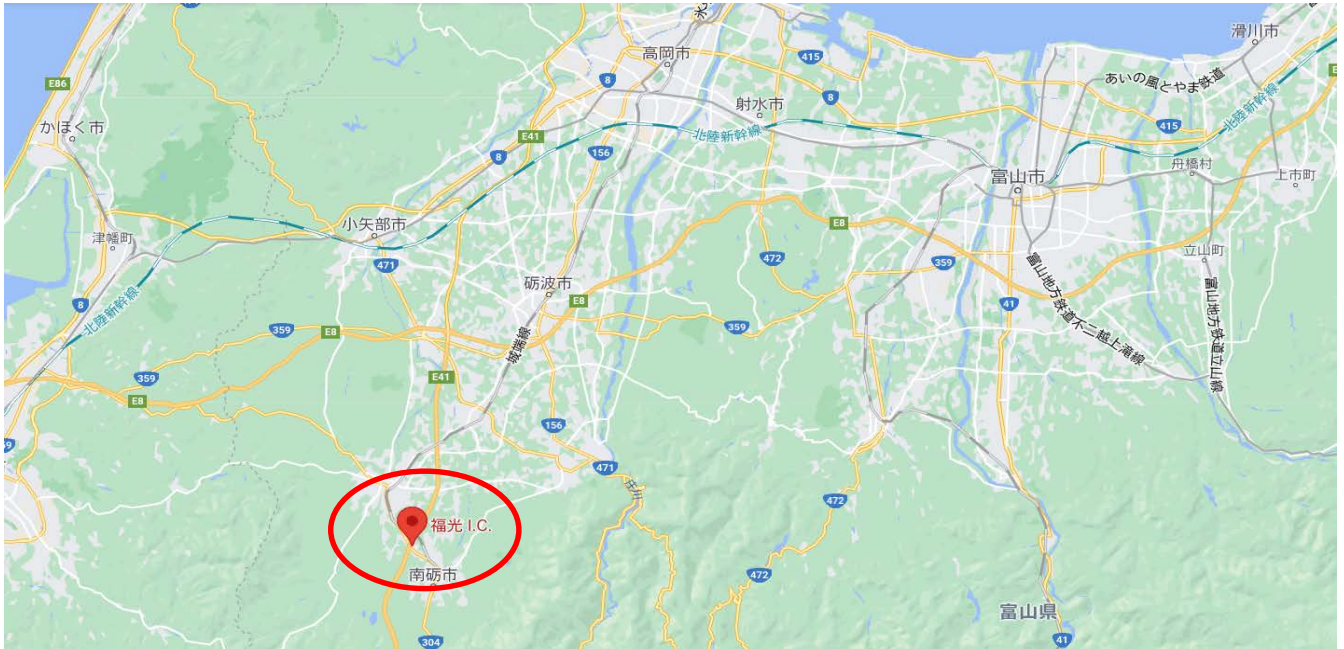 滑川市
高岡市
8
415
E86
あいの風とやま鉄道
8
射水市
8
かほく市
E41
北陸新幹線
415
北陸新幹線
8
156
舟橋村
富山市
上市町
小矢部市
E8
津幡町
472
359
立山町
471
砺波市
8
E8
41
北陸新幹線
359
E8
359
富山地方鉄道不二越上滝線
富山地方鉄道立山線
城端線
359
E41
E8
156
471
庄川
472
福光 I.C.
南砺市
472
富山県
304
41